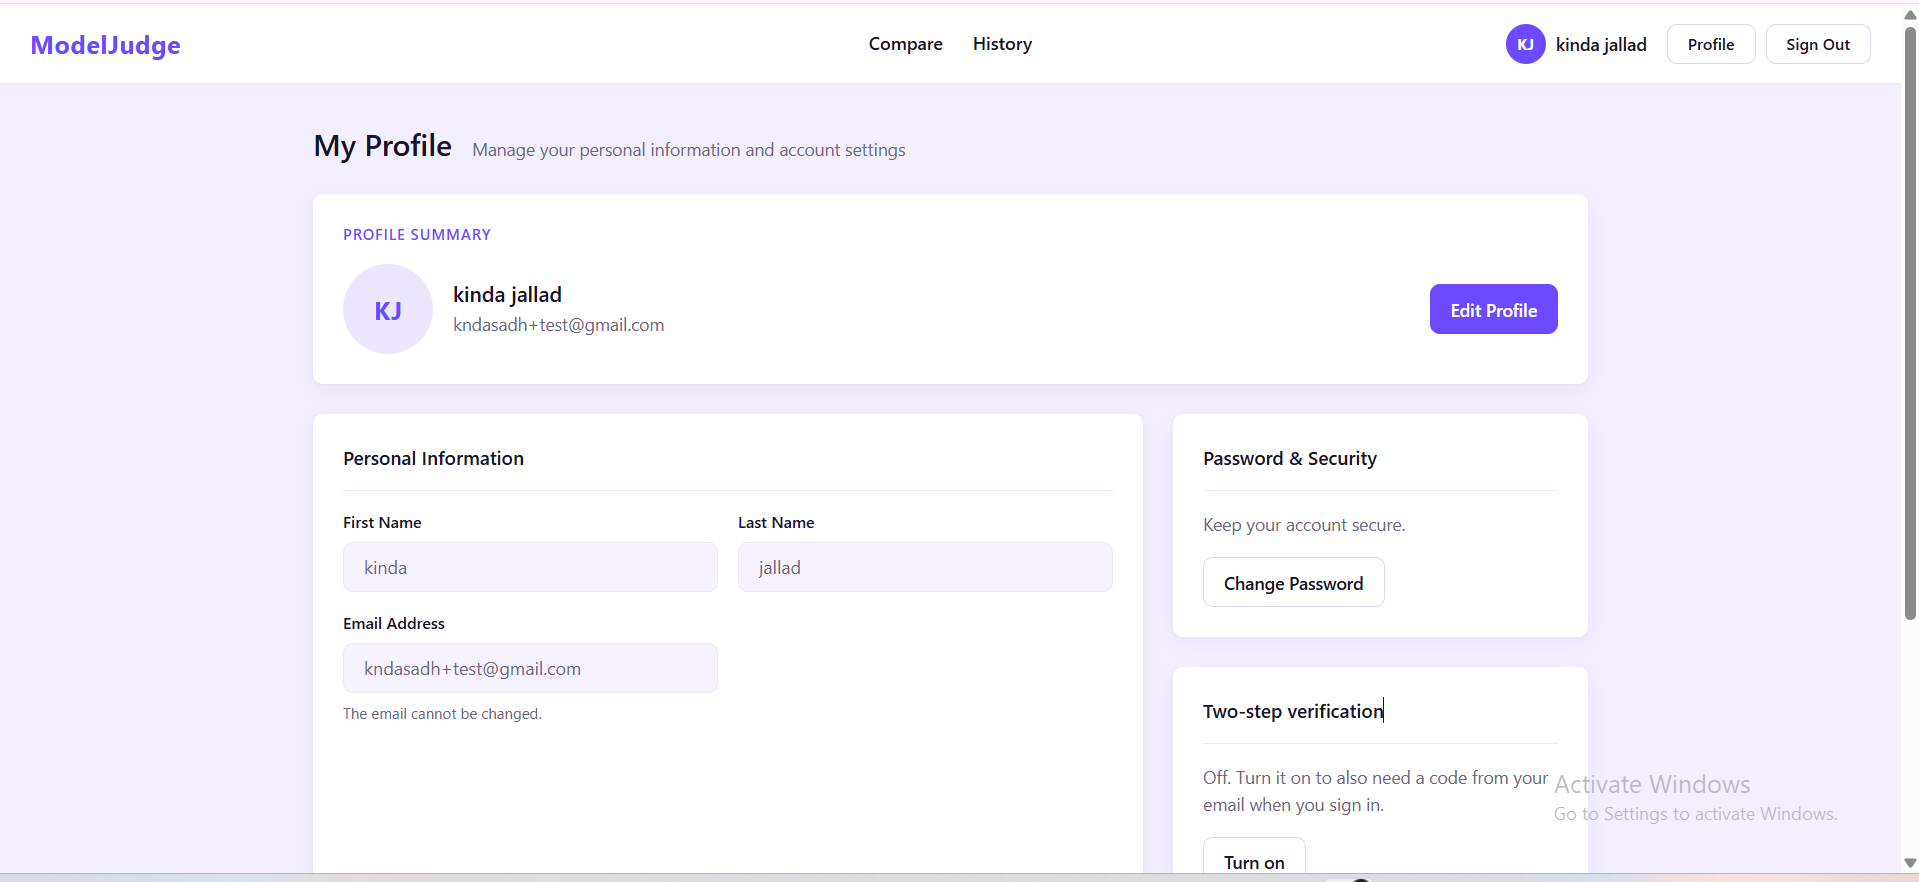 ModelJudge
Compare
History
KJ
kinda jallad
Profile
Sign Out
My Profile
Manage your personal information and account settings
PROFILE SUMMARY
KJ
kinda jallad
kndasadh+test@gmail.com
Edit Profile
Personal Information
First Name
Last Name
kinda
jallad
Email Address
kndasadh+test@gmail.com
The email cannot be changed.
Password & Security
Keep your account secure.
Change Password
Two-step verification
Off. Turn it on to also need a code from your
email when you sign in.
Turn on
Activate Windows
Go to Settings to activate Windows.